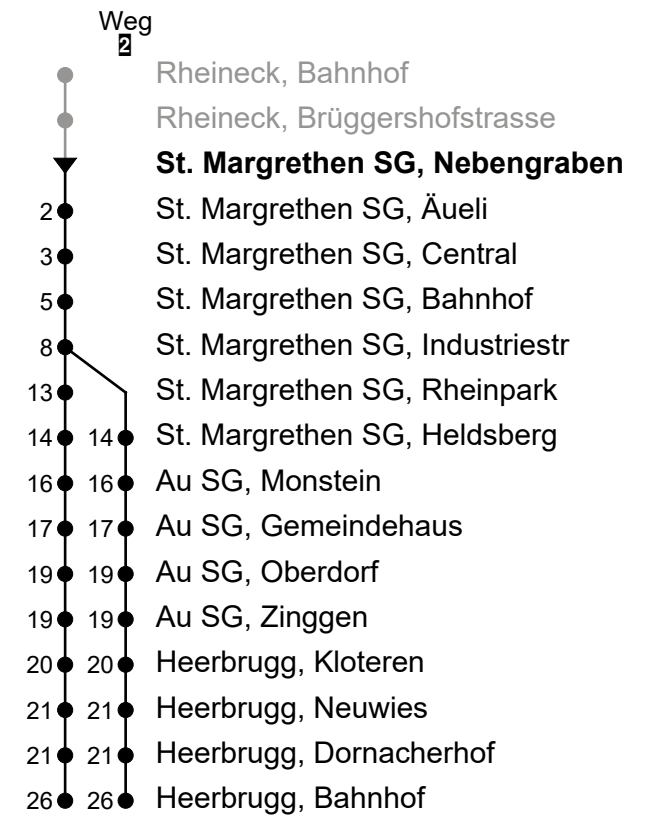 Weg
2
Rheineck, Bahnhof
Rheineck, Brüggershofstrasse
St. Margrethen SG, Nebengraben
2 St. Margrethen SG, Äueli
3 St. Margrethen SG, Central
5 St. Margrethen SG, Bahnhof
8 St. Margrethen SG, Industriestr
13 St. Margrethen SG, Rheinpark
14 14 St. Margrethen SG, Heldsberg
16 16 Au SG, Monstein
17 17 Au SG, Gemeindehaus
19 19 Au SG, Oberdorf
19 19 Au SG, Zinggen
20 20 Heerbrugg, Kloteren
21 21 Heerbrugg, Neuwies
21 21 Heerbrugg, Dornacherhof
26 26 Heerbrugg, Bahnhof